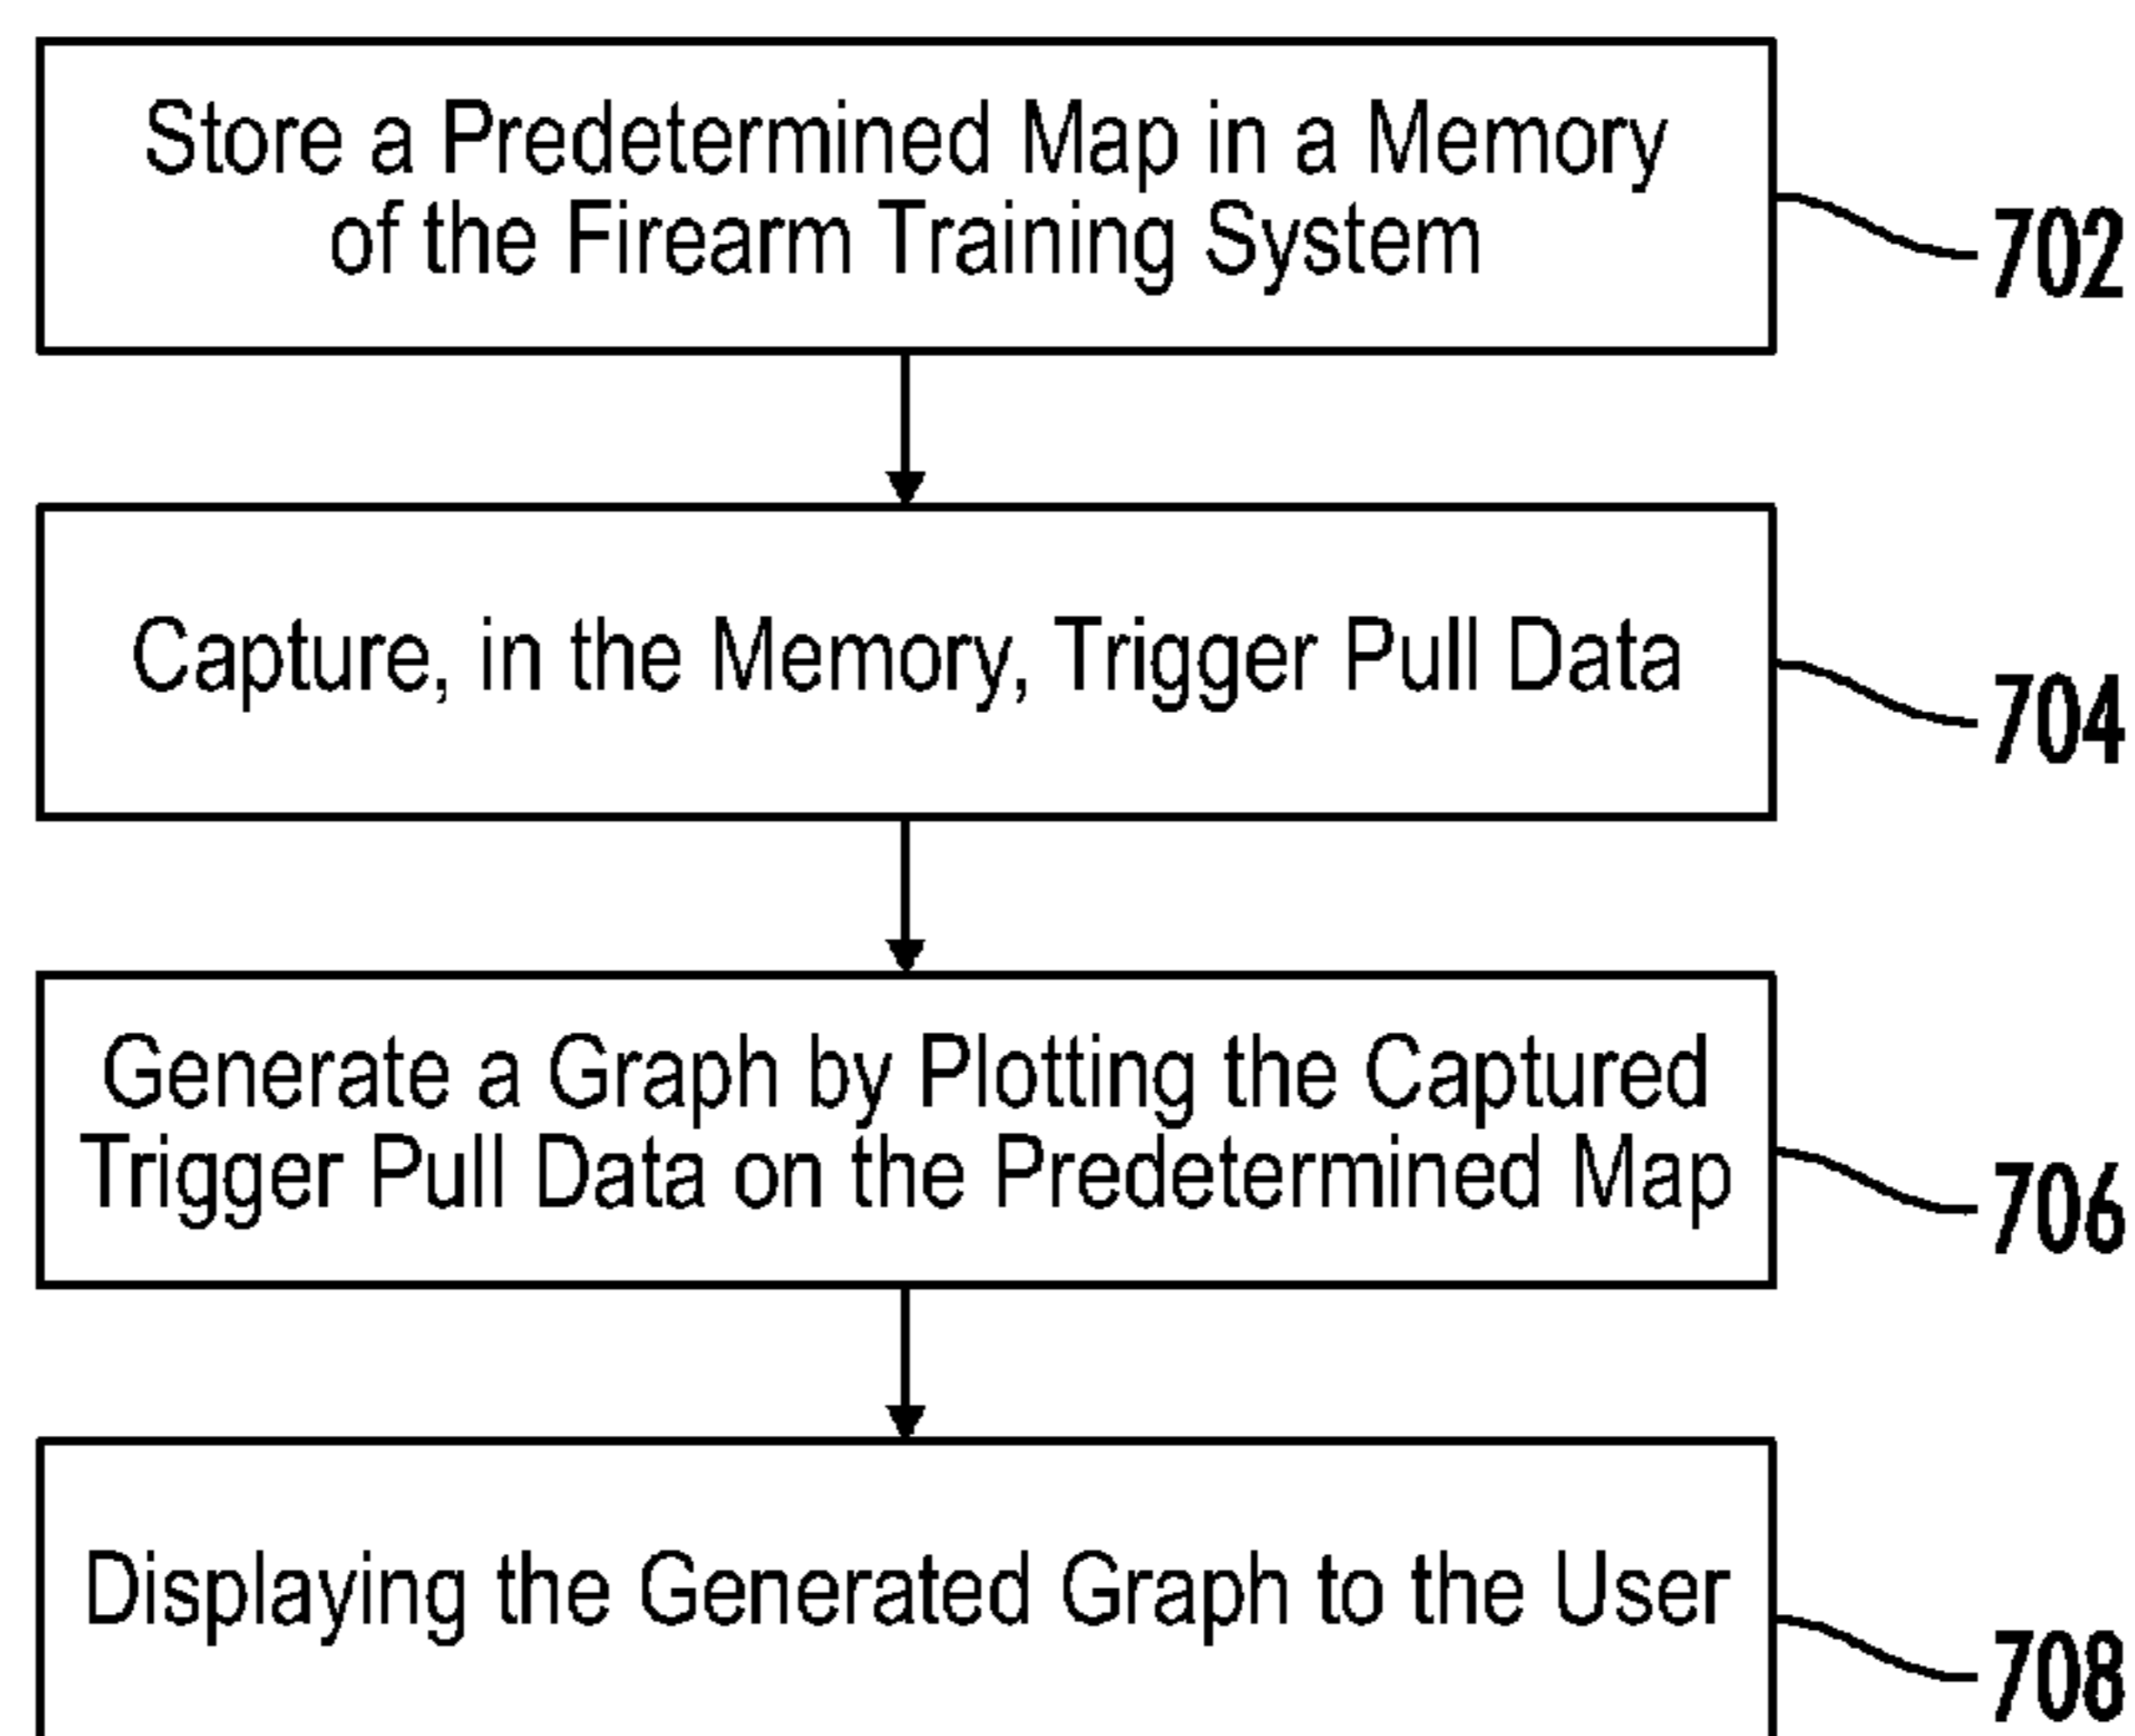 Store a Predetermined Map in a Memory
of the Firearm Training System
702
Capture, in the Memory, Trigger Pull Data
704
Generate a Graph by Plotting the Captured
Trigger Pull Data on the Predetermined Map
706
Displaying the Generated Graph to the User
708